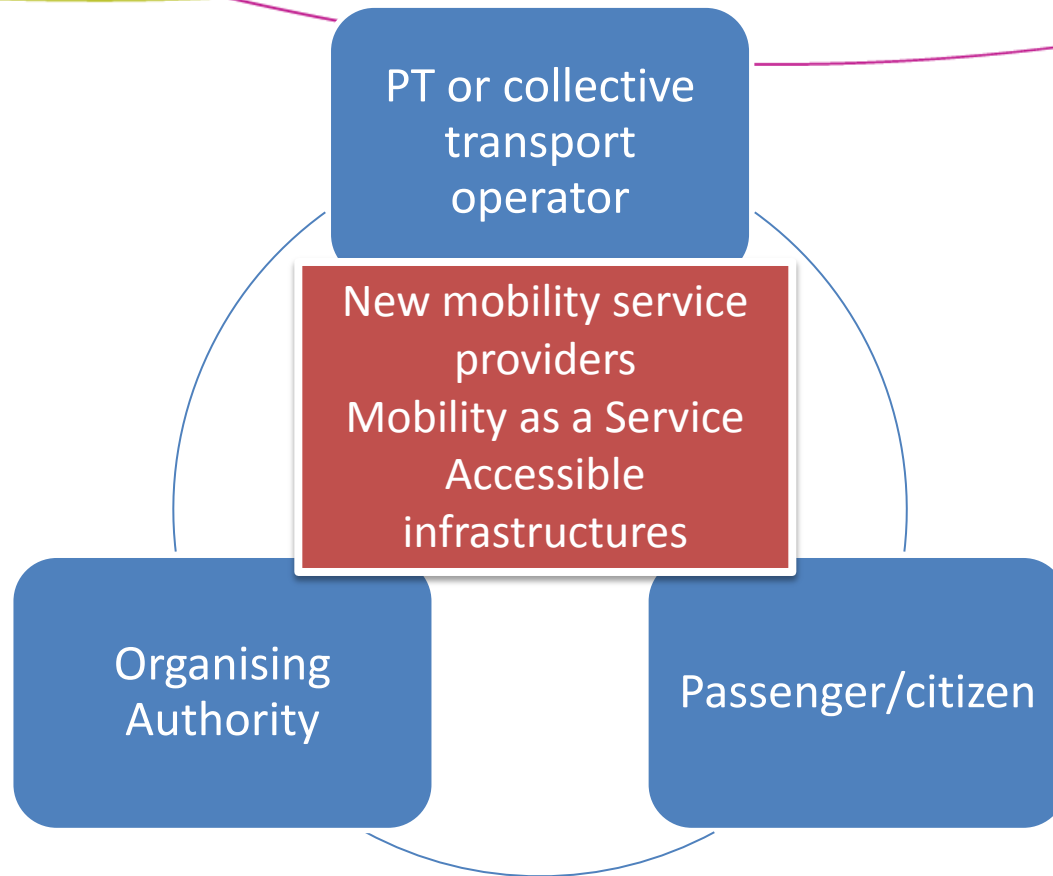 PT or collective
transport
operator
New mobility service
providers
Mobility as a Service
Accessible
infrastructures
Organising
Authority
Passenger/citizen